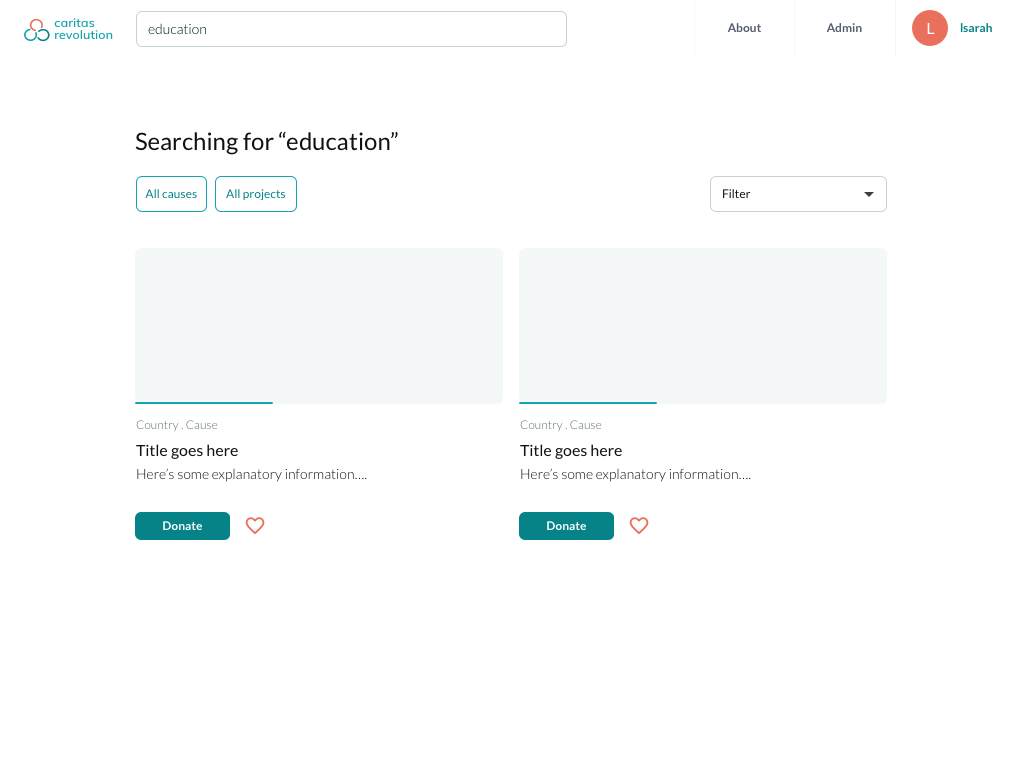 caritas
revolution
education
About
Admin
L
lsarah
Searching for “education”
All causes
All projects
Filter
Country . Cause
Title goes here
Here’s some explanatory information....
Donate
Country . Cause
Title goes here
Here’s some explanatory information....
Donate